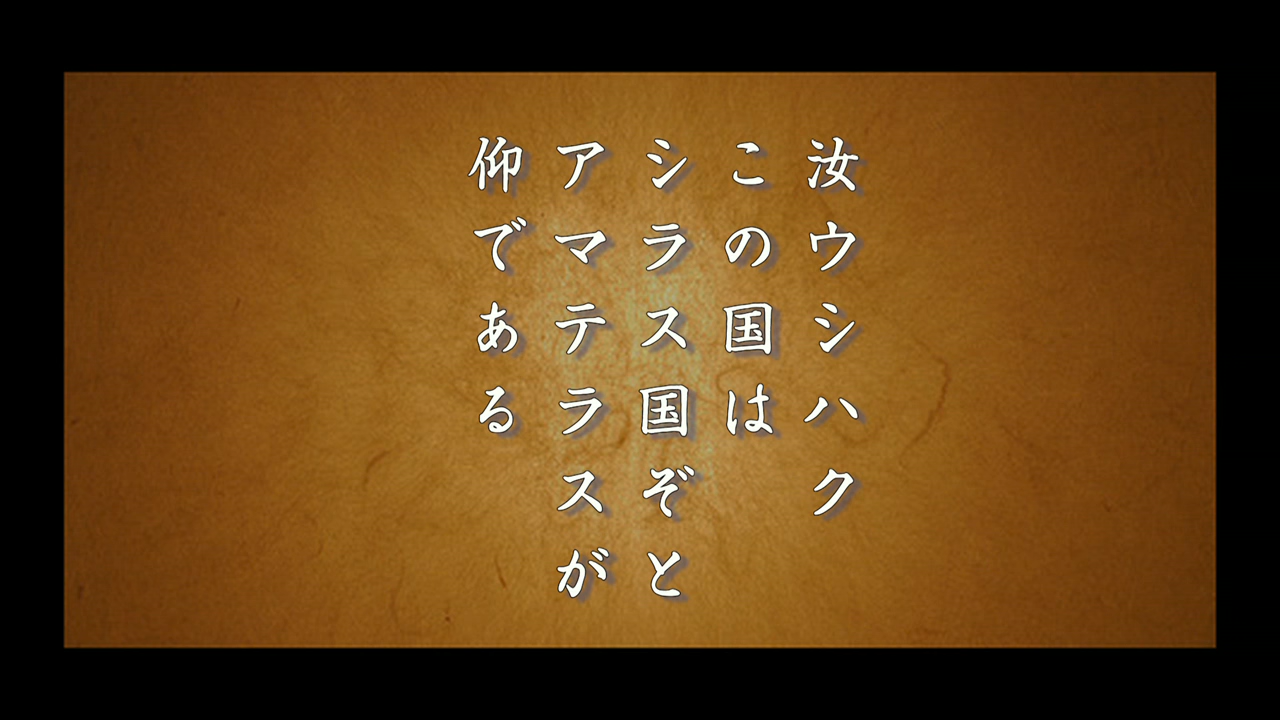 汝ウシハク
この国は
シラス国ぞと
アマテラスが
仰である